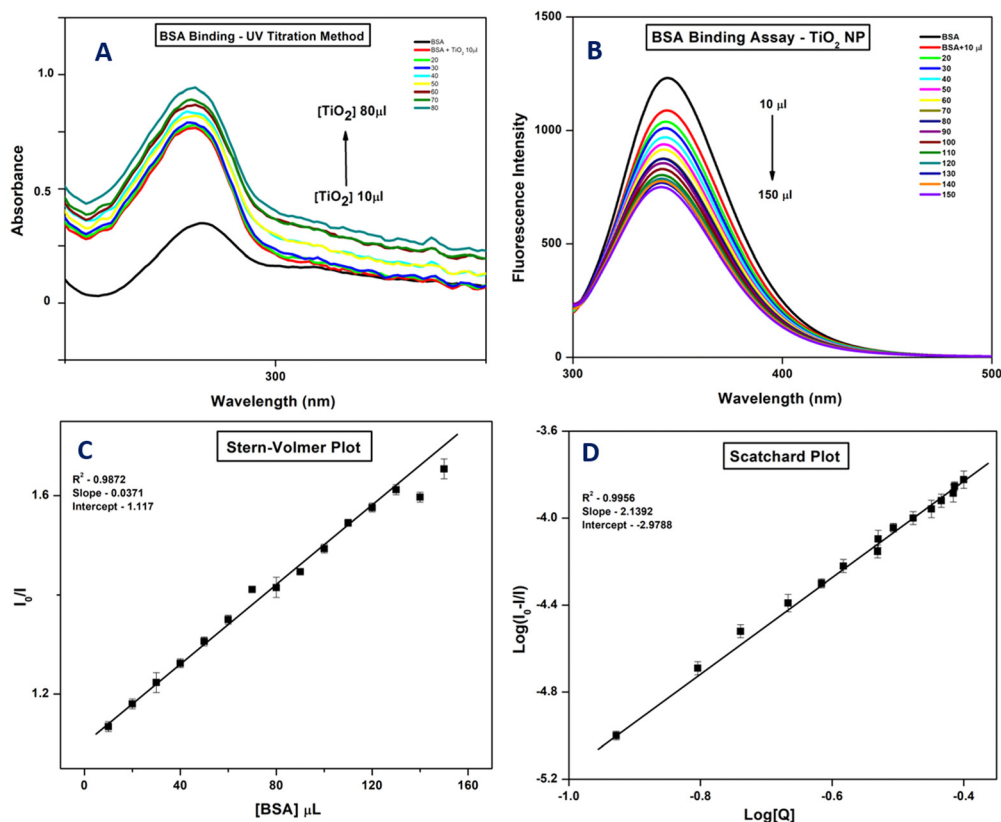 A
BSA Binding - UV Titration Method
BSA
BSA + TiO₂ 10µl
20
30
40
50
60
70
80
[TiO₂] 80µl
[TiO₂] 10µl
1.0
0.5
0
Absorbance
300
Wavelength (nm)
B
BSA Binding Assay - TiO₂ NP
BSA
BSA+10 µl
20
30
40
50
60
70
80
90
100
110
120
130
140
150
10 µl
150 µl
1500
1000
500
0
Fluorescence Intensity
300
400
500
Wavelength (nm)
C
Stern-Volmer Plot
R² - 0.9872
Slope - 0.0371
Intercept - 1.117
1.6
1.2
I₀/I
0
40
80
120
160
[BSA] µL
D
Scatchard Plot
R² - 0.9956
Slope - 2.1392
Intercept - -2.9788
-3.6
-4.0
-4.4
-4.8
-5.2
Log(I₀-I/I)
-1.0
-0.8
-0.6
-0.4
Log[Q]